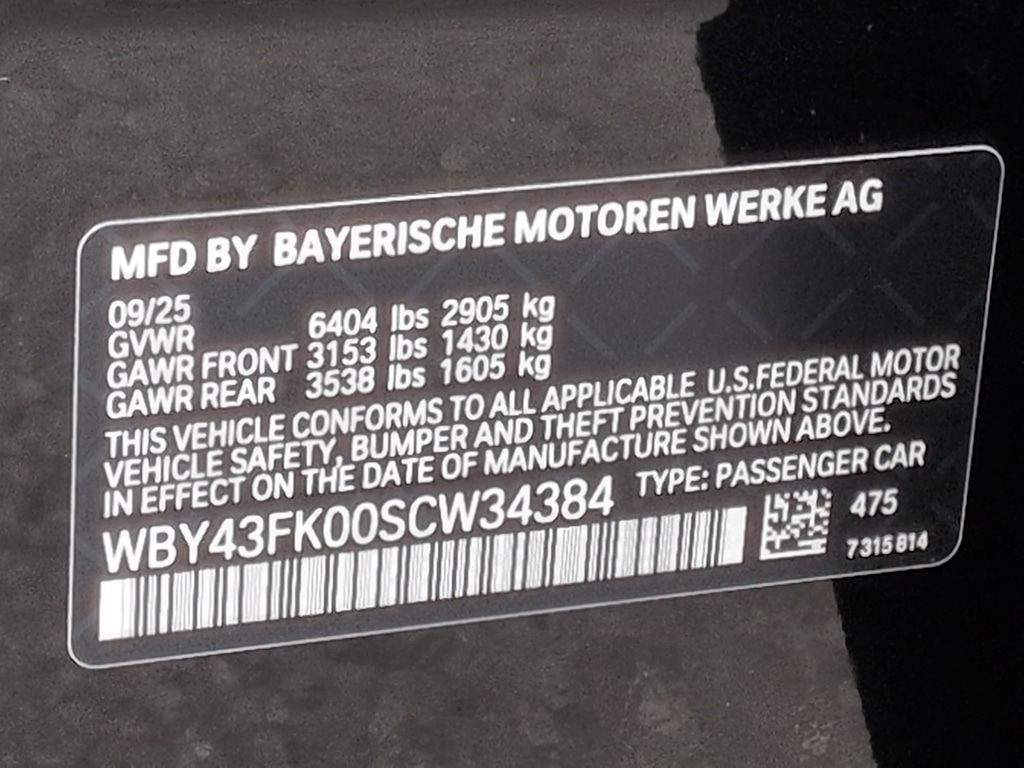 MFD BY BAYERISCHE MOTOREN WERKE AG
09/25
GVWR 6404 lbs 2905 kg
GAWR FRONT 3153 lbs 1430 kg
GAWR REAR 3538 lbs 1605 kg
THIS VEHICLE CONFORMS TO ALL APPLICABLE U.S.FEDERAL MOTOR
VEHICLE SAFETY, BUMPER AND THEFT PREVENTION STANDARDS
IN EFFECT ON THE DATE OF MANUFACTURE SHOWN ABOVE.
WBY43FK00SCW34384 TYPE: PASSENGER CAR
475
7315814